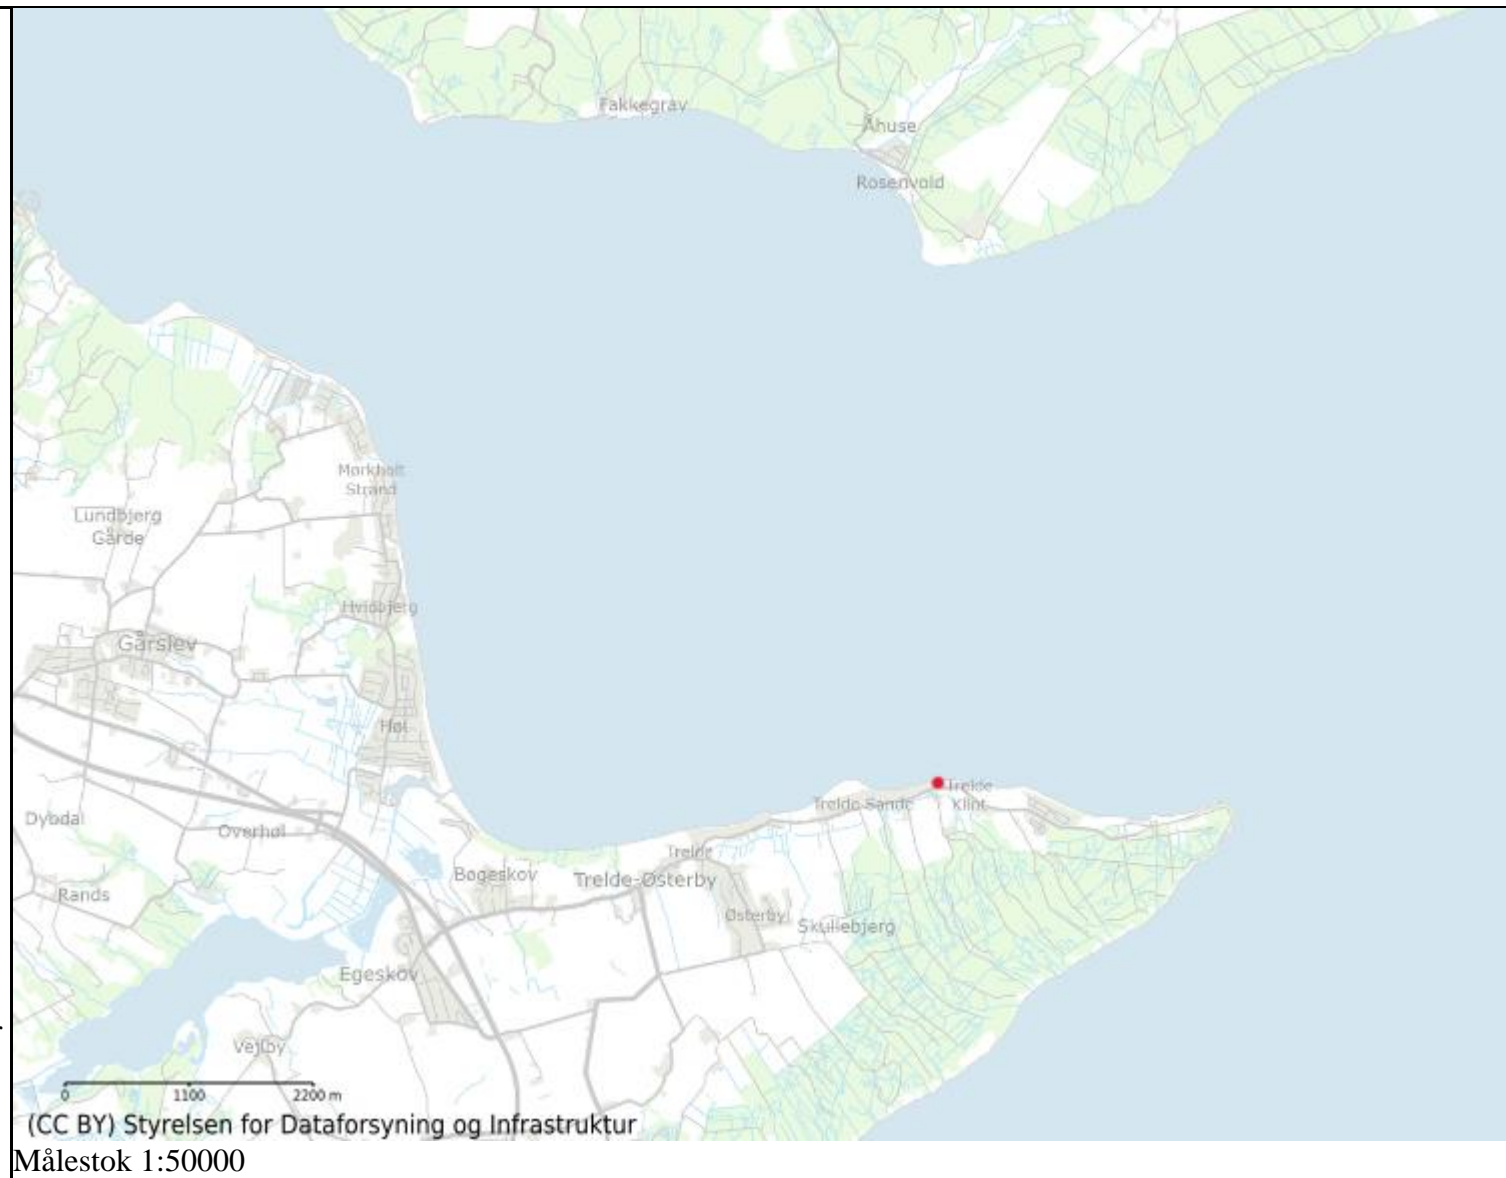 Fakkegrav
Åhuse
Rosenvold
Mørkholt
Strand
Lundbjerg
Gårde
Hvidbjerg
Gårslev
Høl
Trelde
Klint
Trelde Sande
Dybdal
Overhøl
Trelde
Bøgeskov
Trelde-Østerby
Rands
Østerby
Skullebjerg
Egeskov
Vejlby
0 1100 2200 m
(CC BY) Styrelsen for Dataforsyning og Infrastruktur
Målestok 1:50000